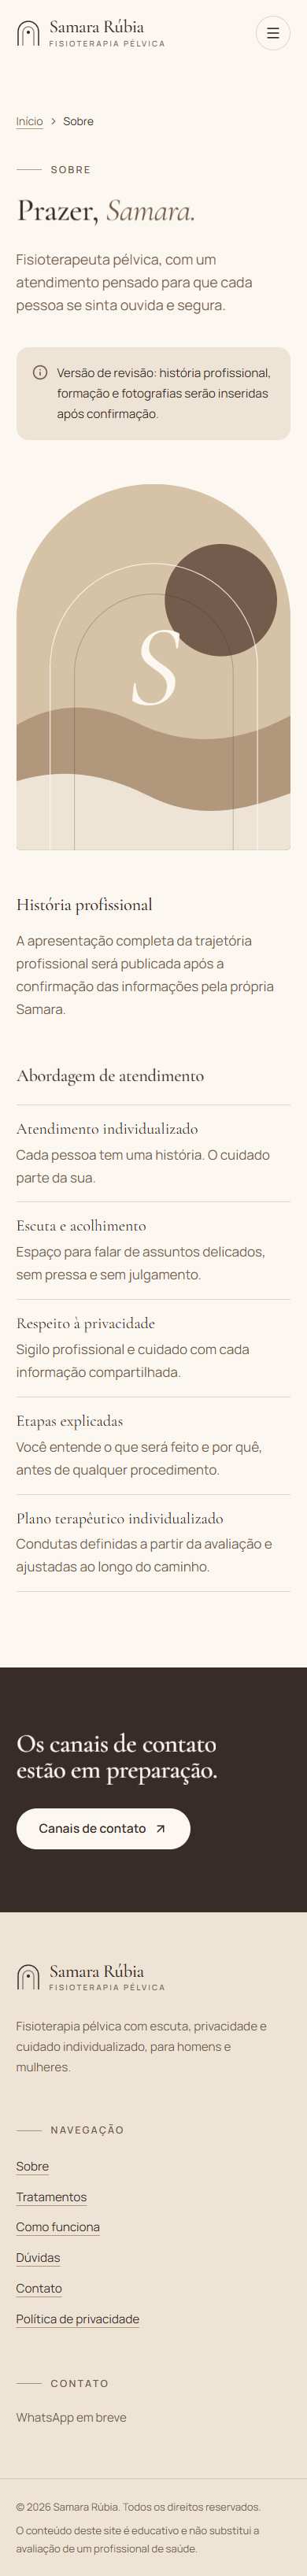 Samara Rúbia
FISIOTERAPIA PÉLVICA
Início > Sobre
SOBRE
Prazer, Samara.
Fisioterapeuta pélvica, com um
atendimento pensado para que cada
pessoa se sinta ouvida e segura.
Versão de revisão: história profissional,
formação e fotografias serão inseridas
após confirmação.
S
História profissional
A apresentação completa da trajetória
profissional será publicada após a
confirmação das informações pela própria
Samara.
Abordagem de atendimento
Atendimento individualizado
Cada pessoa tem uma história. O cuidado
parte da sua.
Escuta e acolhimento
Espaço para falar de assuntos delicados,
sem pressa e sem julgamento.
Respeito à privacidade
Sigilo profissional e cuidado com cada
informação compartilhada.
Etapas explicadas
Você entende o que será feito e por quê,
antes de qualquer procedimento.
Plano terapêutico individualizado
Condutas definidas a partir da avaliação e
ajustadas ao longo do caminho.
Os canais de contato
estão em preparação.
Canais de contato
Samara Rúbia
FISIOTERAPIA PÉLVICA
Fisioterapia pélvica com escuta, privacidade e
cuidado individualizado, para homens e
mulheres.
NAVEGAÇÃO
Sobre
Tratamentos
Como funciona
Dúvidas
Contato
Política de privacidade
CONTATO
WhatsApp em breve
© 2026 Samara Rúbia. Todos os direitos reservados.
O conteúdo deste site é educativo e não substitui a
avaliação de um profissional de saúde.